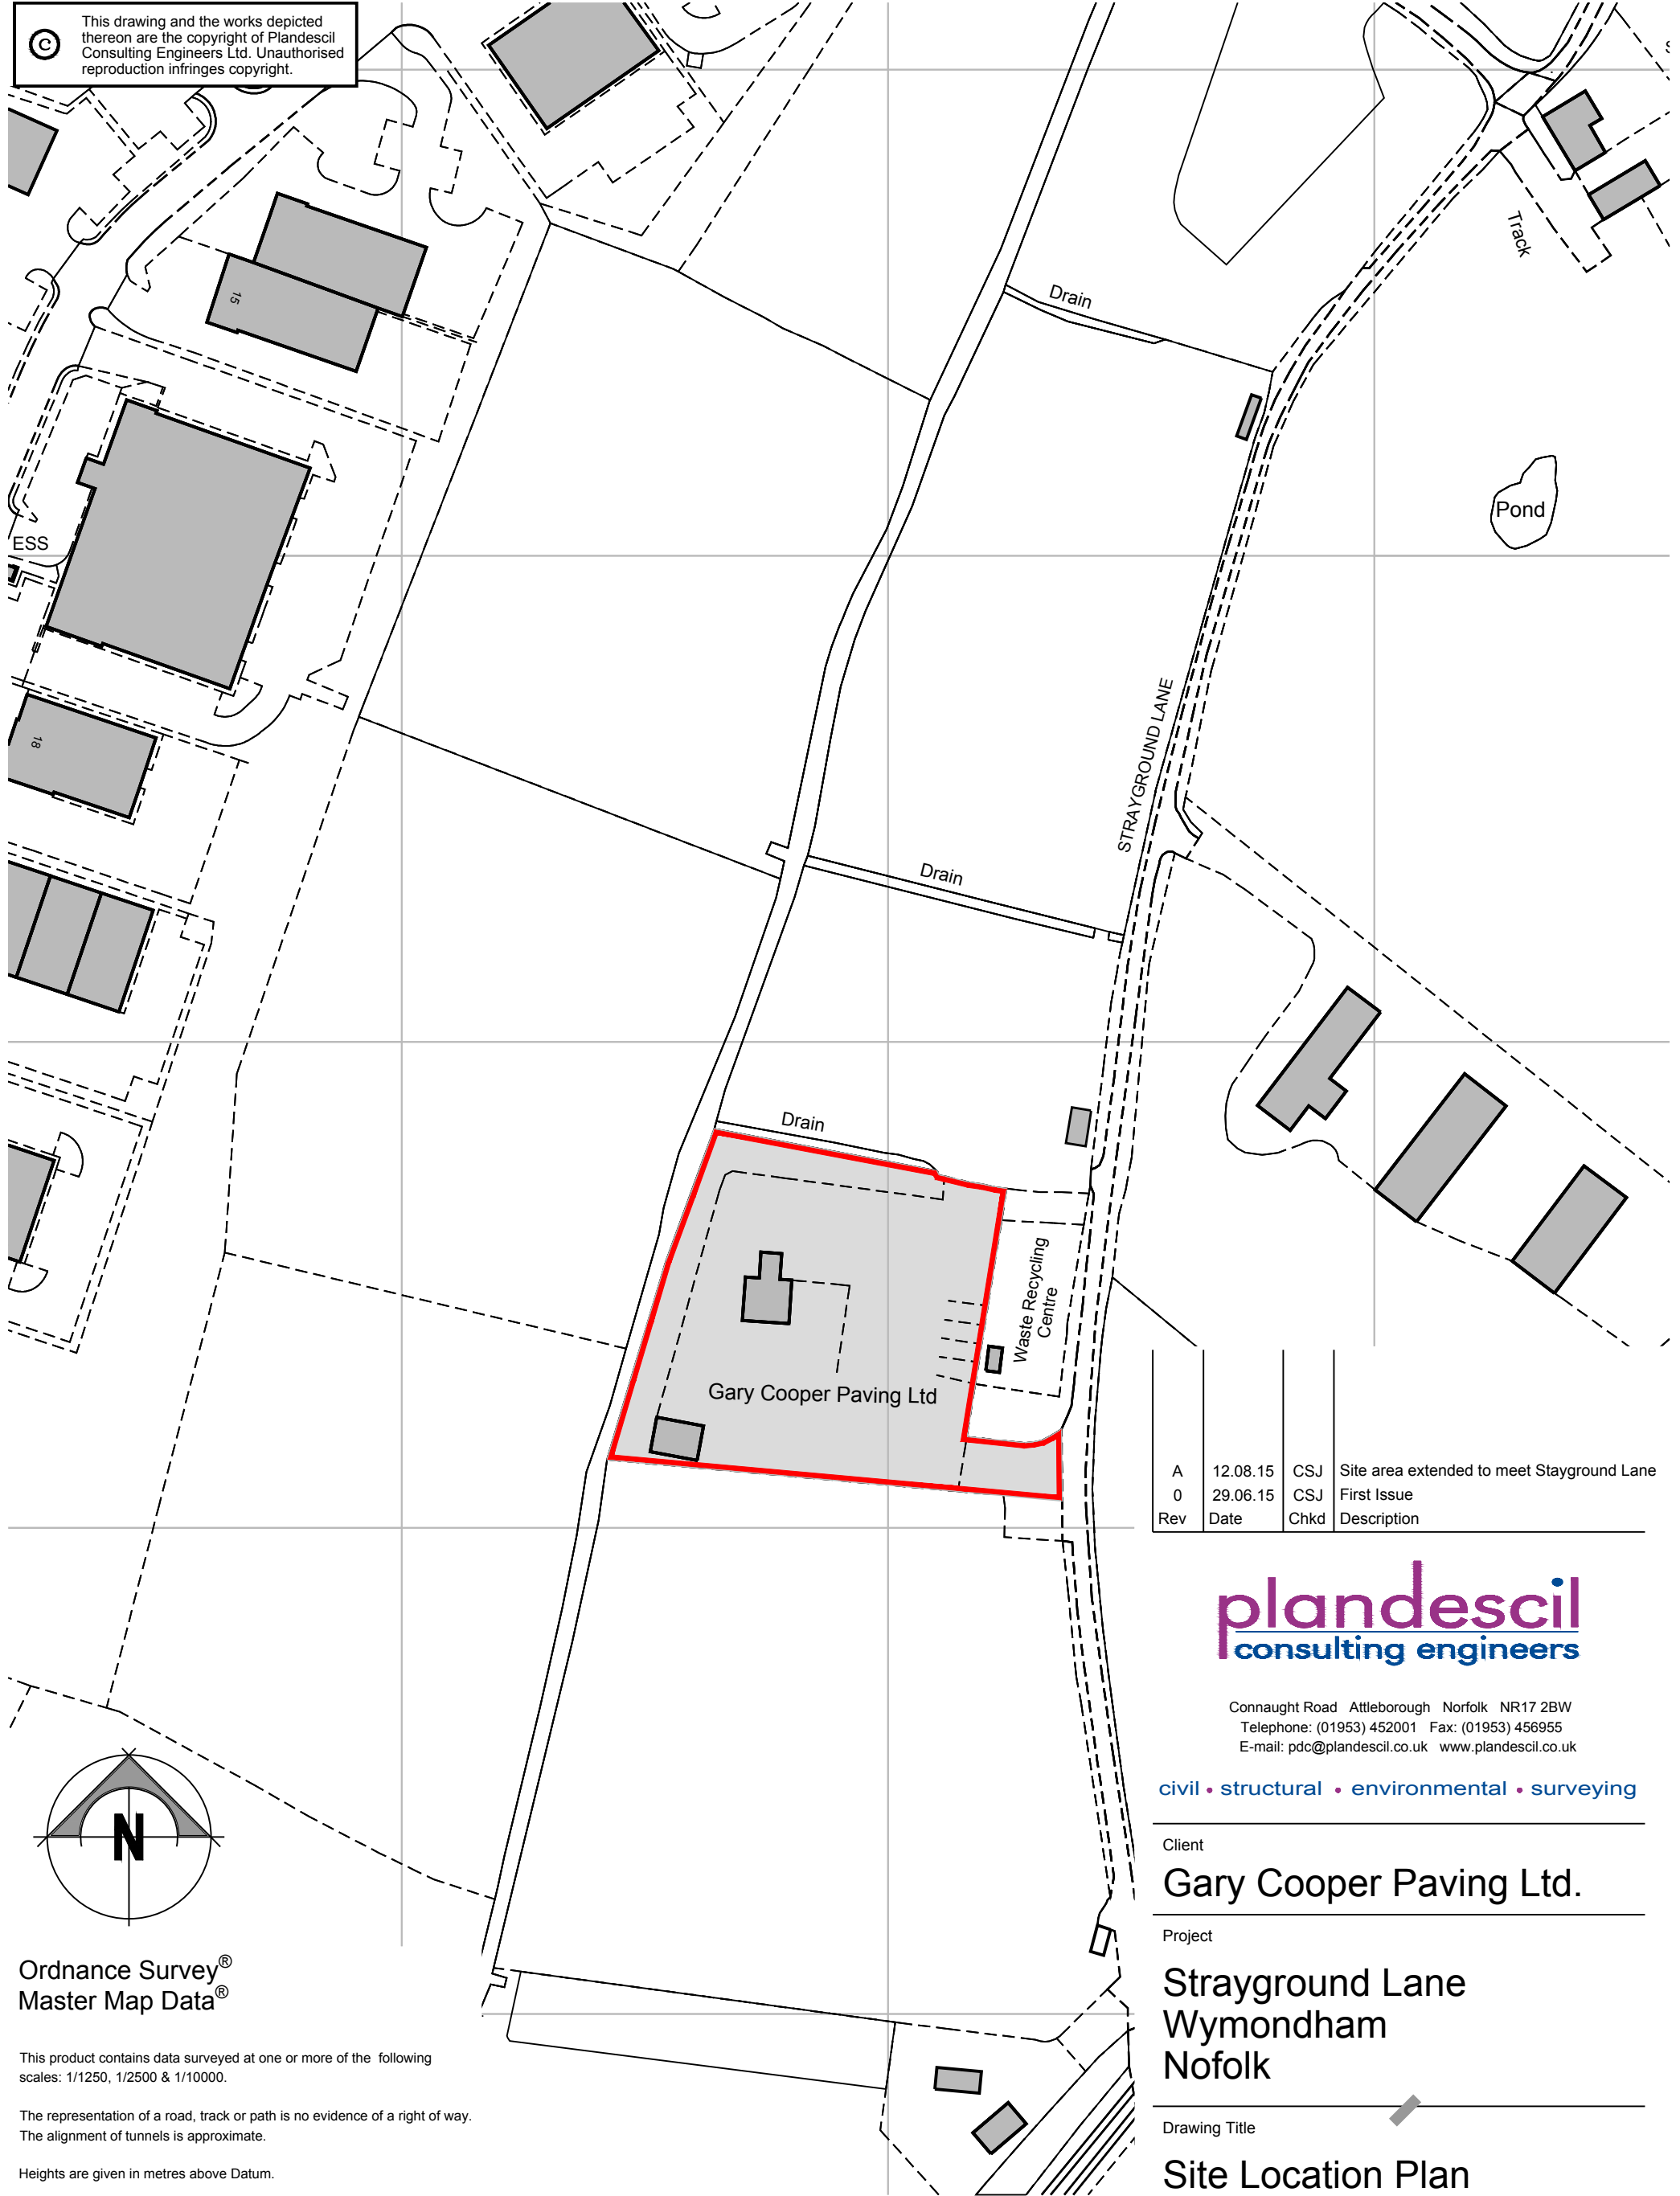 ©
This drawing and the works depicted
thereon are the copyright of Plandescil
Consulting Engineers Ltd. Unauthorised
reproduction infringes copyright.
Track
Drain
15
Pond
ESS
STRAYGROUND LANE
18
Drain
Drain
Waste Recycling
Centre
Gary Cooper Paving Ltd
A 12.08.15 CSJ Site area extended to meet Stayground Lane
0 29.06.15 CSJ First Issue
Rev Date Chkd Description
plandescil
consulting engineers
Connaught Road Attleborough Norfolk NR17 2BW
Telephone: (01953) 452001 Fax: (01953) 456955
E-mail: pdc@plandescil.co.uk www.plandescil.co.uk
civil • structural • environmental • surveying
Client
Gary Cooper Paving Ltd.
Project
Strayground Lane
Wymondham
Nofolk
Drawing Title
Site Location Plan
N
Ordnance Survey®
Master Map Data®
This product contains data surveyed at one or more of the following
scales: 1/1250, 1/2500 & 1/10000.
The representation of a road, track or path is no evidence of a right of way.
The alignment of tunnels is approximate.
Heights are given in metres above Datum.